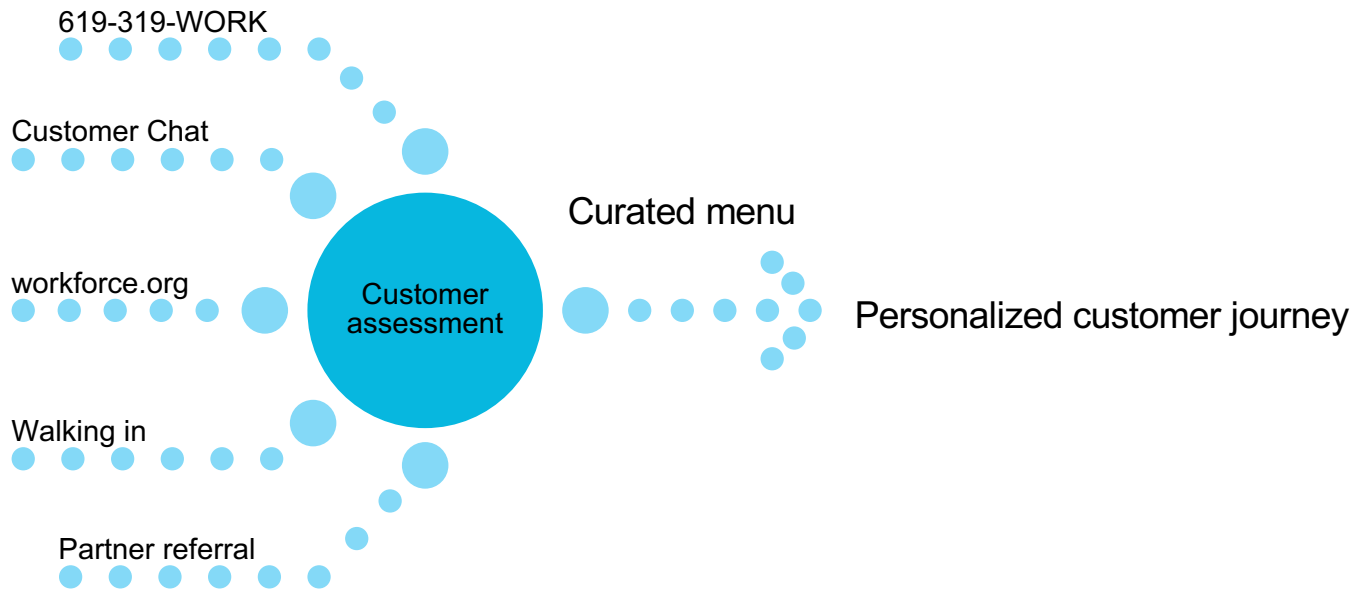 619-319-WORK
Customer Chat
workforce.org
Walking in
Partner referral
Customer
assessment
Curated menu
Personalized customer journey